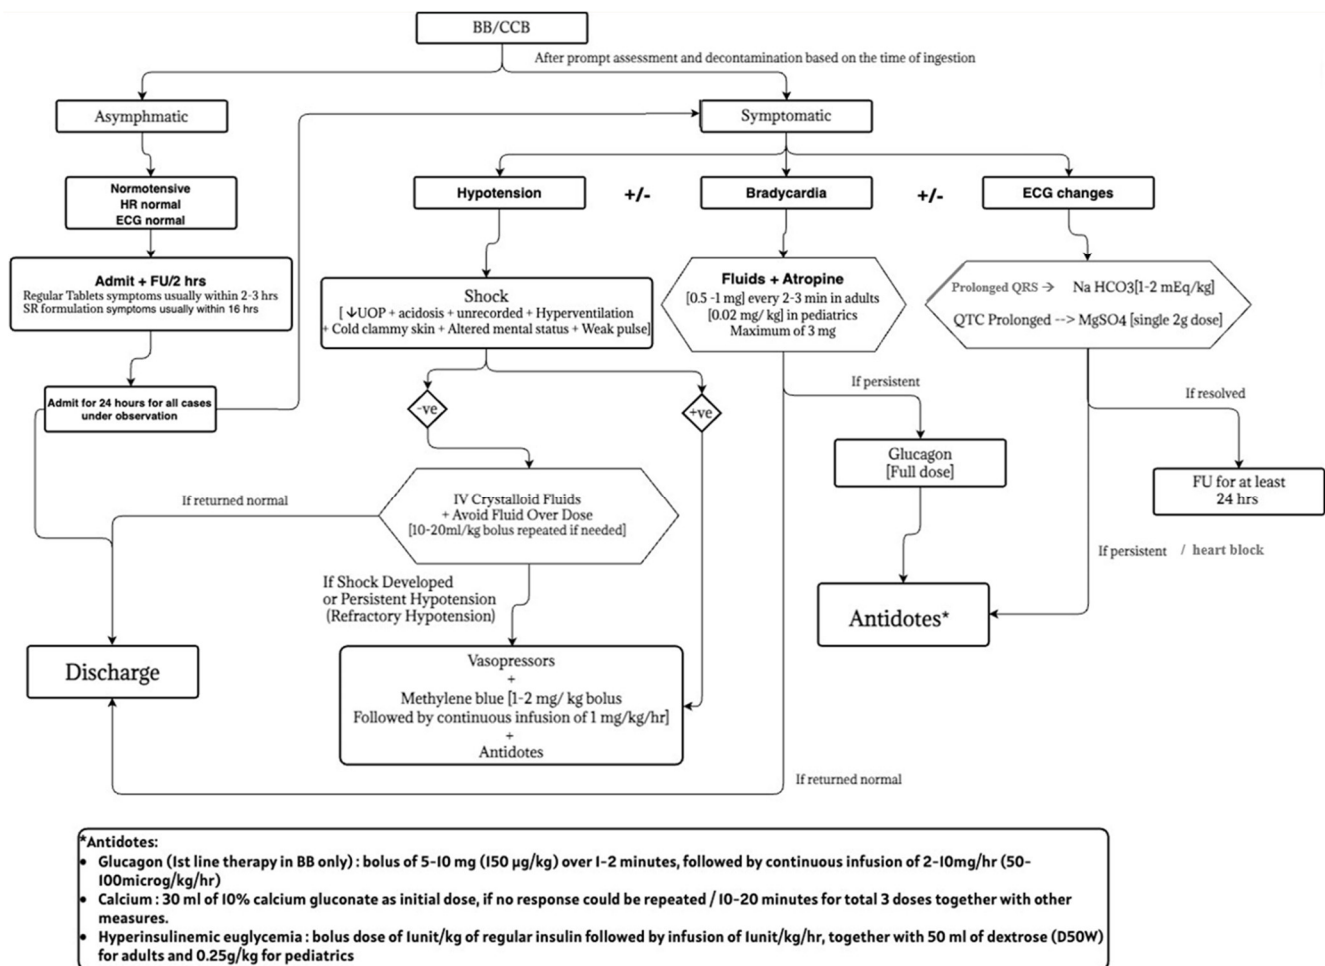 BB/CCB
After prompt assessment and decontamination based on the time of ingestion
Asymphmatic
Symptomatic
Normotensive
HR normal
ECG normal
Hypotension
+/-
Bradycardia
+/-
ECG changes
Admit + FU/2 hrs
Regular Tablets symptoms usually within 2-3 hrs
SR formulation symptoms usually within 16 hrs
Shock
[ ↓UOP + acidosis + unrecorded + Hyperventilation
+ Cold clammy skin + Altered mental status + Weak pulse]
Fluids + Atropine
[0.5 -1 mg] every 2-3 min in adults
[0.02 mg/ kg] in pediatrics
Maximum of 3 mg
Prolonged QRS → Na HCO3[1-2 mEq/kg]
QTC Prolonged --> MgSO4 [single 2g dose]
Admit for 24 hours for all cases
under observation
-ve
+ve
If persistent
If resolved
Glucagon
[Full dose]
FU for at least
24 hrs
If returned normal
IV Crystalloid Fluids
+ Avoid Fluid Over Dose
[10-20ml/kg bolus repeated if needed]
If persistent / heart block
If Shock Developed
or Persistent Hypotension
(Refractory Hypotension)
Antidotes*
Discharge
Vasopressors
+
Methylene blue [1-2 mg/ kg bolus
Followed by continuous infusion of 1 mg/kg/hr]
+
Antidotes
If returned normal
*Antidotes:
• Glucagon (1st line therapy in BB only) : bolus of 5-10 mg (150 µg/kg) over 1-2 minutes, followed by continuous infusion of 2-10mg/hr (50-
100microg/kg/hr)
• Calcium : 30 ml of 10% calcium gluconate as initial dose, if no response could be repeated / 10-20 minutes for total 3 doses together with other
measures.
• Hyperinsulinemic euglycemia : bolus dose of 1unit/kg of regular insulin followed by infusion of 1unit/kg/hr, together with 50 ml of dextrose (D50W)
for adults and 0.25g/kg for pediatrics